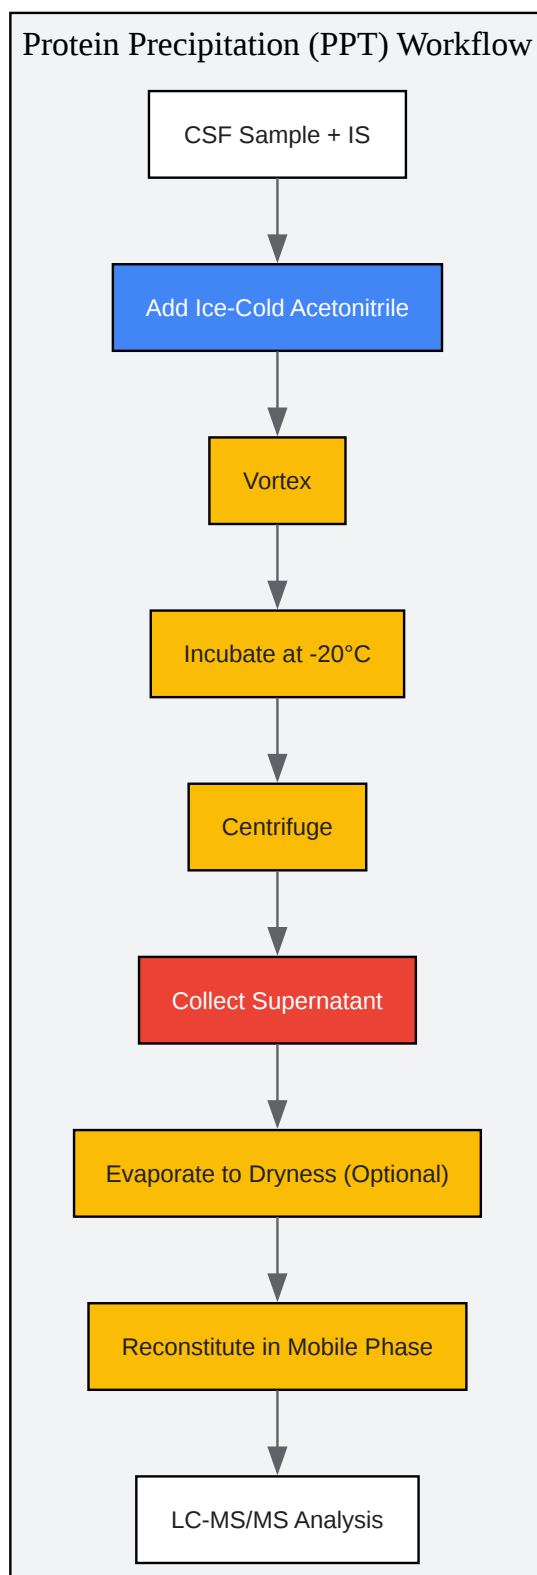 Protein Precipitation (PPT) Workflow
CSF Sample + IS
Add Ice-Cold Acetonitrile
Vortex
Incubate at -20°C
Centrifuge
Collect Supernatant
Evaporate to Dryness (Optional)
Reconstitute in Mobile Phase
LC-MS/MS Analysis